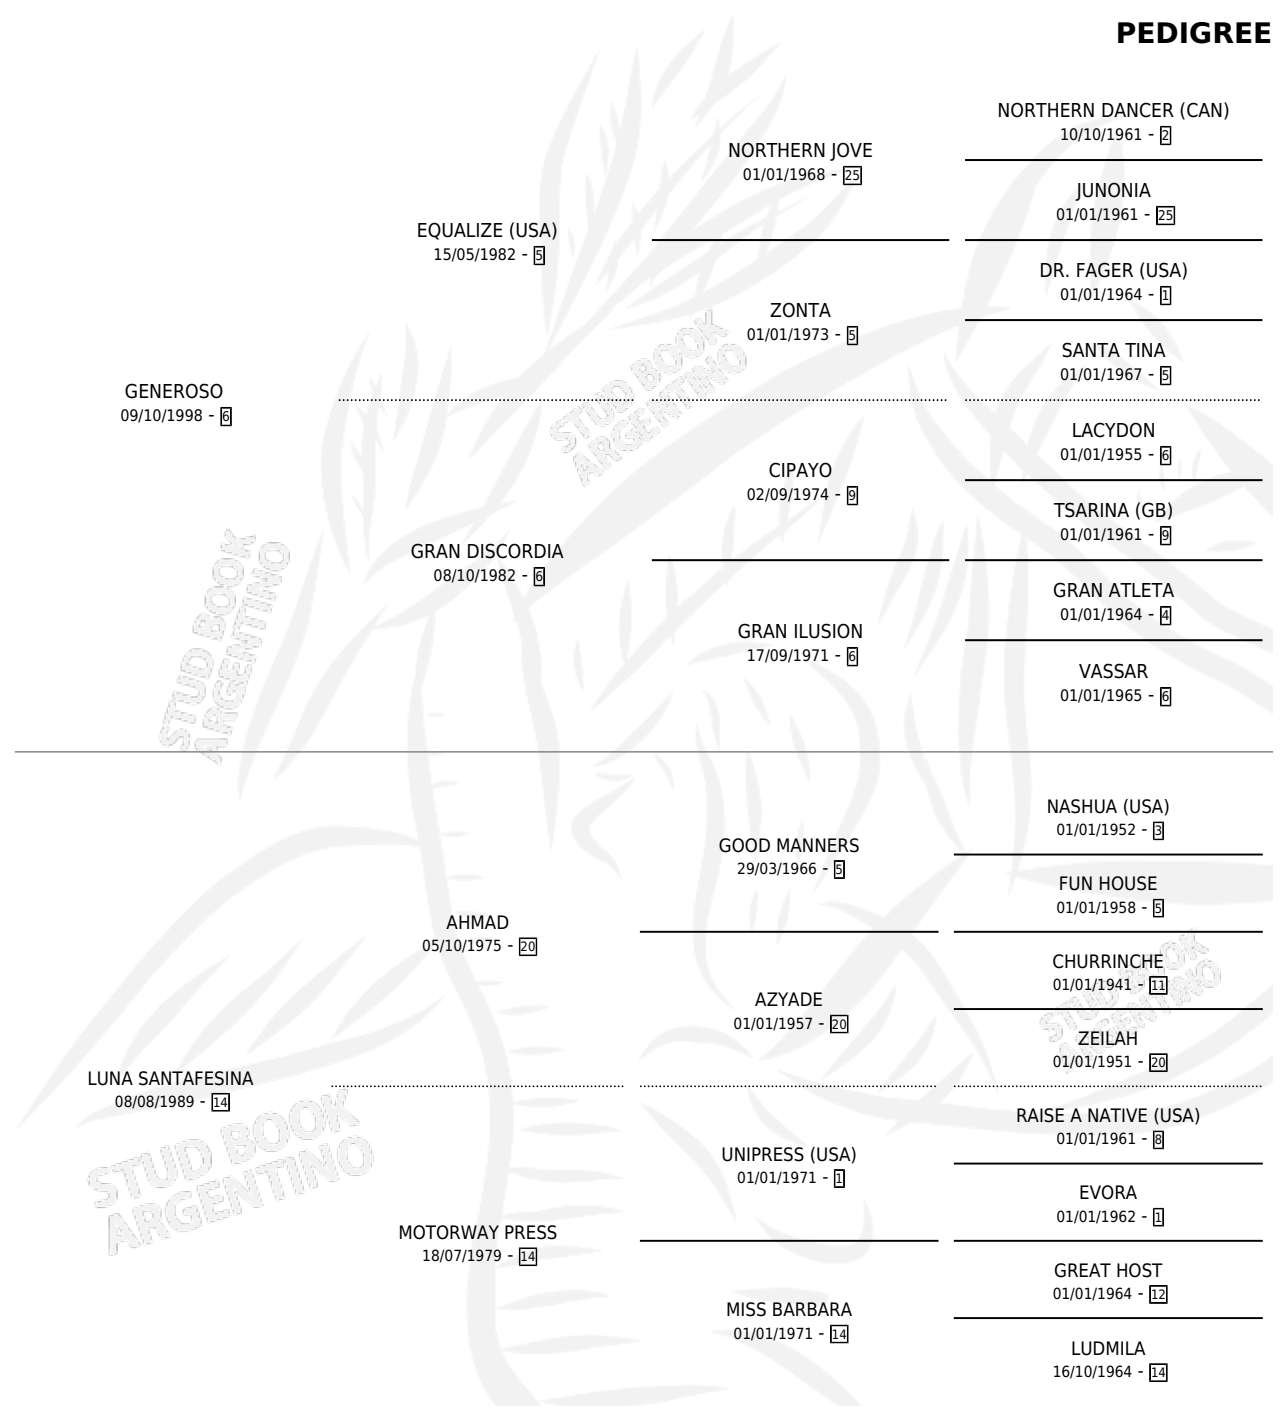 PEDIGREE
NORTHERN DANCER (CAN)
10/10/1961 - 2
NORTHERN JOVE
01/01/1968 - 25
JUNONIA
01/01/1961 - 25
EQUALIZE (USA)
15/05/1982 - 5
DR. FAGER (USA)
01/01/1964 - 1
ZONTA
01/01/1973 - 5
SANTA TINA
01/01/1967 - 5
GENEROSO
09/10/1998 - 6
LACYDON
01/01/1955 - 6
CIPAYO
02/09/1974 - 9
TSARINA (GB)
01/01/1961 - 9
GRAN DISCORDIA
08/10/1982 - 6
GRAN ATLETA
01/01/1964 - 4
GRAN ILUSION
17/09/1971 - 6
VASSAR
01/01/1965 - 6
NASHUA (USA)
01/01/1952 - 3
GOOD MANNERS
29/03/1966 - 5
FUN HOUSE
01/01/1958 - 5
AHMAD
05/10/1975 - 20
CHURRINCHE
01/01/1941 - 11
AZYADE
01/01/1957 - 20
ZEILAH
01/01/1951 - 20
LUNA SANTAFESINA
08/08/1989 - 14
RAISE A NATIVE (USA)
01/01/1961 - 8
UNIPRESS (USA)
01/01/1971 - 1
EVORA
01/01/1962 - 1
MOTORWAY PRESS
18/07/1979 - 14
GREAT HOST
01/01/1964 - 12
MISS BARBARA
01/01/1971 - 14
LUDMILA
16/10/1964 - 14
STUD BOOK
ARGENTINO
STUD BOOK
ARGENTINO
STUD BOOK
ARGENTINO
STUD BOOK
ARGENTINO